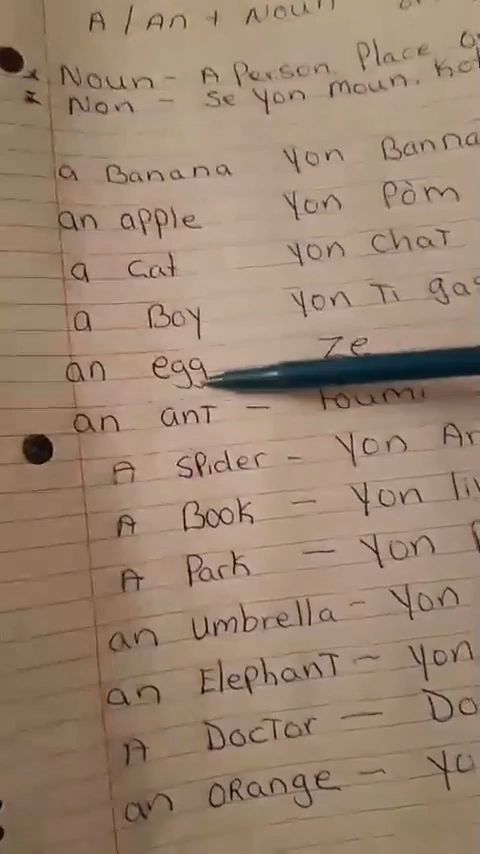 A / An + Noun
* Noun - A Person Place
* Non - se yon moun.
a Banana yon Banna
an apple yon Pòm
a cat yon chat
a Boy yon Ti
an egg ze
an anT - foumi
A spider - yon
A Book - yon
A Park - yon
an umbrella - yon
an ElephanT - yon
A DocTor -
an ORange -